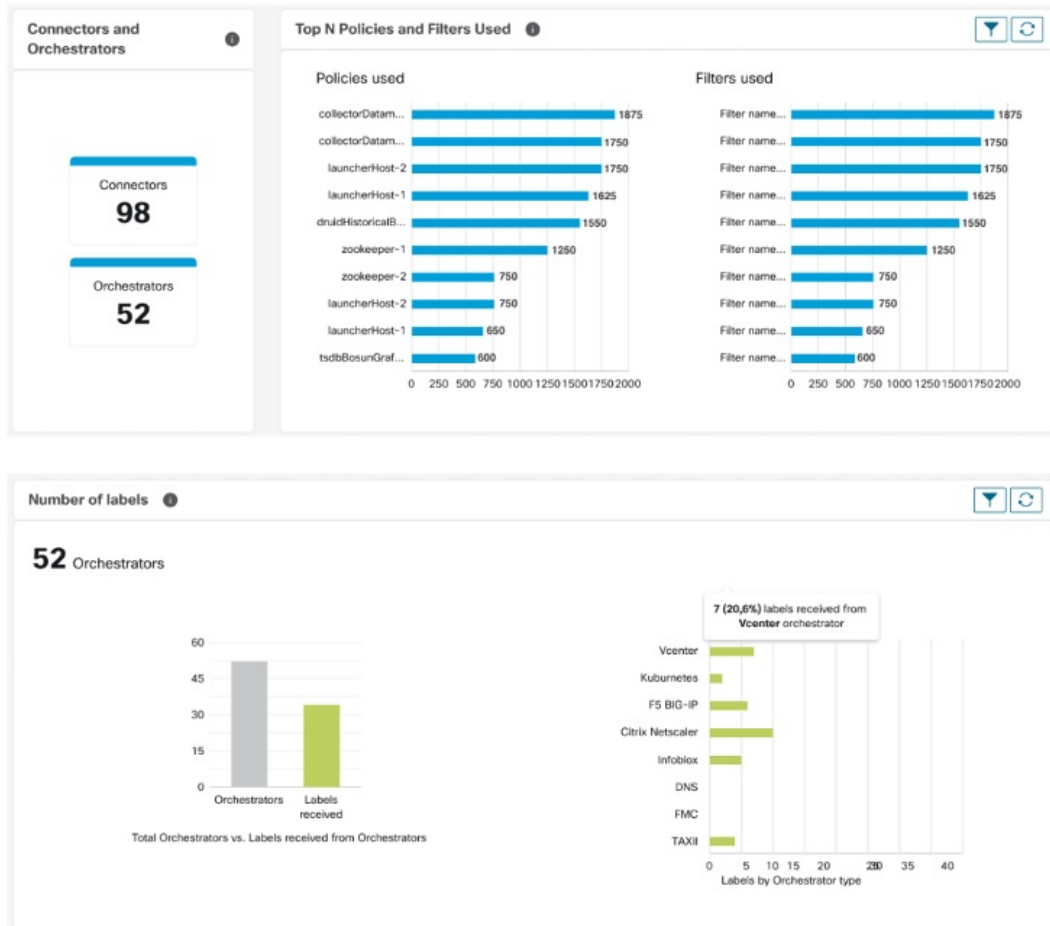 Connectors and
Orchestrators
Connectors
98
Orchestrators
52
Top N Policies and Filters Used
Policies used
collectorDatam... 1875
collectorDatam... 1750
launcherHost-2 1750
launcherHost-1 1625
druidHistoricalB... 1550
zookeeper-1 1250
zookeeper-2 750
launcherHost-2 750
launcherHost-1 650
tsdbBosunGraf... 600
0 250 500 750 1000 1250 1500 1750 2000
Filters used
Filter name... 1875
Filter name... 1750
Filter name... 1750
Filter name... 1625
Filter name... 1550
Filter name... 1250
Filter name... 750
Filter name... 750
Filter name... 650
Filter name... 600
0 250 500 750 1000 1250 1500 1750 2000
Number of labels
52 Orchestrators
60
45
30
15
0
Orchestrators
Labels
received
Total Orchestrators vs. Labels received from Orchestrators
7 (20,6%) labels received from
Vcenter orchestrator
Vcenter
Kuburnetes
F5 BIG-IP
Citrix Netscaler
Infoblox
DNS
FMC
TAXII
0 5 10 15 20 25 30 35 40
Labels by Orchestrator type